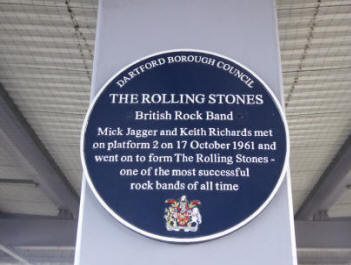 DARTFORD BOROUGH COUNCIL
THE ROLLING STONES
British Rock Band
Mick Jagger and Keith Richards met
on platform 2 on 17 October 1961 and
went on to form The Rolling Stones -
one of the most successful
rock bands of all time